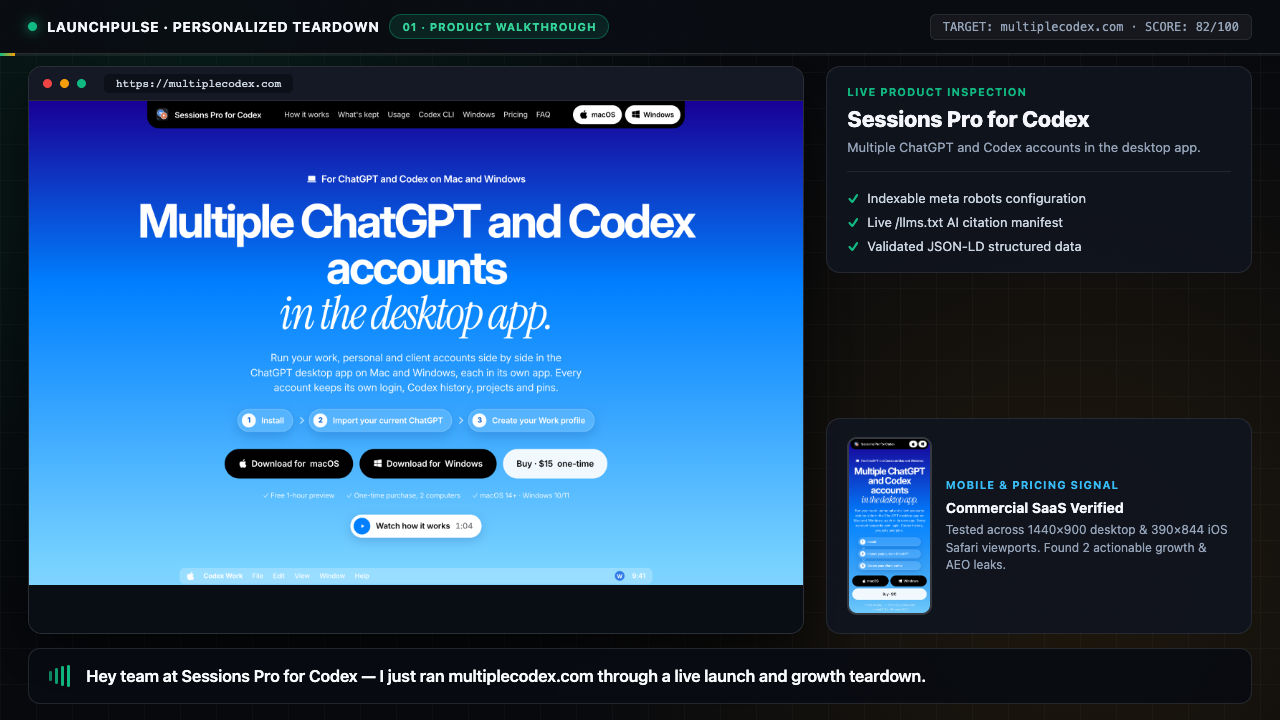 LAUNCHPULSE · PERSONALIZED TEARDOWN
01 · PRODUCT WALKTHROUGH
TARGET: multiplecodex.com · SCORE: 82/100
https://multiplecodex.com
Sessions Pro for Codex
How it works
What's kept
Usage
Codex CLI
Windows
Pricing
FAQ
macOS
Windows
For ChatGPT and Codex on Mac and Windows
Multiple ChatGPT and Codex
accounts
in the desktop app.
Run your work, personal and client accounts side by side in the
ChatGPT desktop app on Mac and Windows, each in its own app. Every
account keeps its own login, Codex history, projects and pins.
1 Install > 2 Import your current ChatGPT > 3 Create your Work profile
Download for macOS
Download for Windows
Buy · $15 one-time
✓ Free 1-hour preview ✓ One-time purchase, 2 computers ✓ macOS 14+ · Windows 10/11
Watch how it works 1:04
Codex Work File Edit View Window Help W 9:41
LIVE PRODUCT INSPECTION
Sessions Pro for Codex
Multiple ChatGPT and Codex accounts in the desktop app.
✓ Indexable meta robots configuration
✓ Live /llms.txt AI citation manifest
✓ Validated JSON-LD structured data
Sessions Pro for Codex
Multiple ChatGPT
and Codex
accounts
in the desktop app.
macOS
Windows
MOBILE & PRICING SIGNAL
Commercial SaaS Verified
Tested across 1440×900 desktop & 390×844 iOS
Safari viewports. Found 2 actionable growth &
AEO leaks.
Hey team at Sessions Pro for Codex — I just ran multiplecodex.com through a live launch and growth teardown.